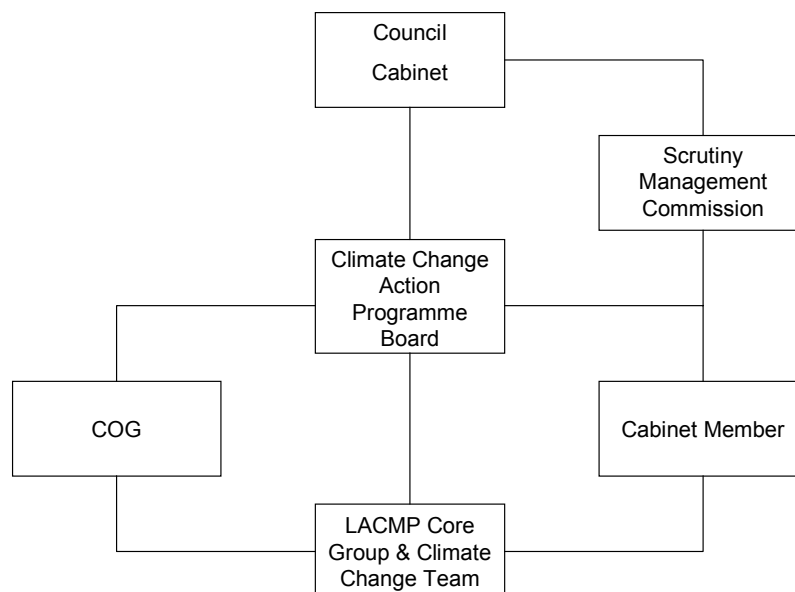 Council
Cabinet
Scrutiny
Management
Commission
Climate Change
Action
Programme
Board
COG
Cabinet Member
LACMP Core
Group & Climate
Change Team